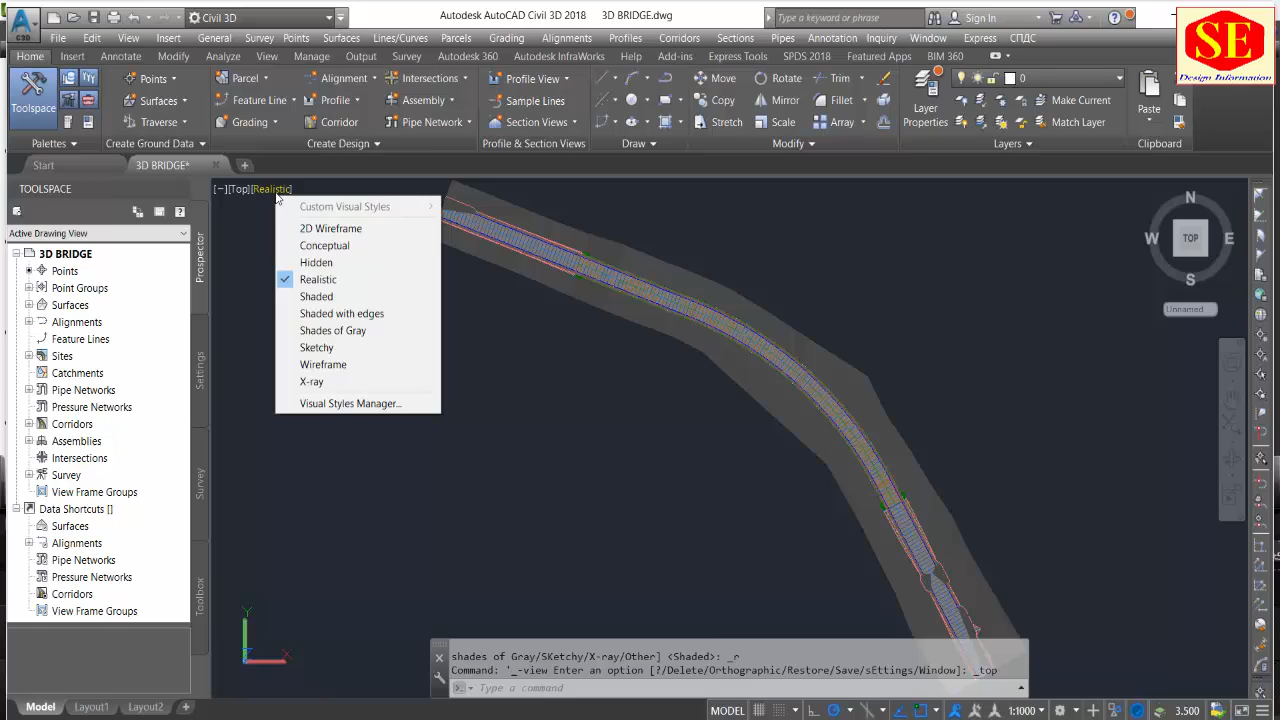 Civil 3D
Autodesk AutoCAD Civil 3D 2018 3D BRIDGE.dwg
Type a keyword or phrase
Sign In
SE
Design Information
File Edit View Insert General Survey Points Surfaces Lines/Curves Parcels Grading Alignments Profiles Corridors Sections Pipes Annotation Inquiry Window Express СПДС
Home Insert Annotate Modify Analyze View Manage Output Survey Autodesk 360 Autodesk InfraWorks Help Add-ins Express Tools SPDS 2018 Featured Apps BIM 360
Toolspace
Points Parcel Alignment Intersections Profile View Move Rotate Trim 0
Surfaces Feature Line Profile Assembly Sample Lines Copy Mirror Fillet Make Current
Traverse Grading Corridor Pipe Network Section Views Stretch Scale Array Match Layer
Layer
Properties
Paste
Palettes Create Ground Data Create Design Profile & Section Views Draw Modify Layers Clipboard
Start 3D BRIDGE*
TOOLSPACE
Active Drawing View
3D BRIDGE
Points
Point Groups
Surfaces
Alignments
Feature Lines
Sites
Catchments
Pipe Networks
Pressure Networks
Corridors
Assemblies
Intersections
Survey
View Frame Groups
Data Shortcuts []
Surfaces
Alignments
Pipe Networks
Pressure Networks
Corridors
View Frame Groups
Prospector
Settings
Survey
Toolbox
[−][Top][Realistic]
Custom Visual Styles
2D Wireframe
Conceptual
Hidden
Realistic
Shaded
Shaded with edges
Shades of Gray
Sketchy
Wireframe
X-ray
Visual Styles Manager...
N
W TOP E
S
Unnamed
Y
X
shades of Gray/SKetchy/X-ray/Other] <Shaded>: _r
Command: '_-view Enter an option [?/Delete/Orthographic/Restore/Save/sEttings/Window]: _top
Type a command
Model Layout1 Layout2 +
MODEL 1:1000 3.500